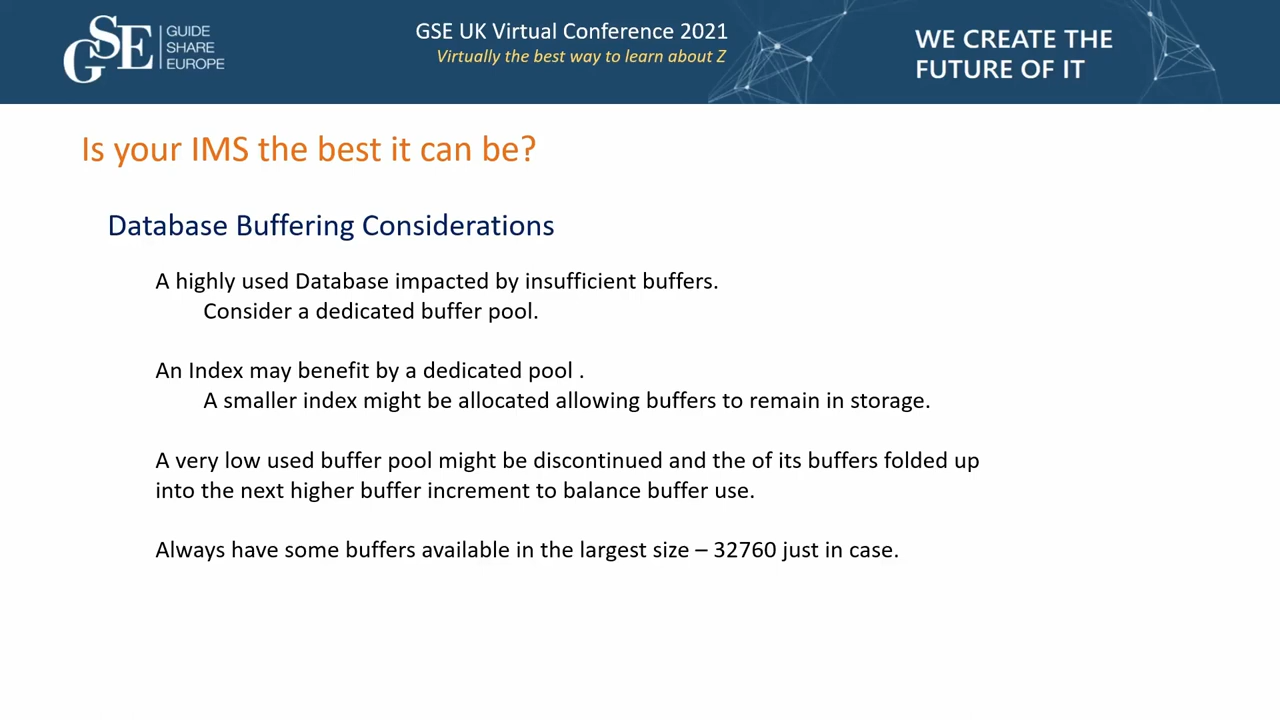 GSE
GUIDE
SHARE
EUROPE
GSE UK Virtual Conference 2021
Virtually the best way to learn about Z
WE CREATE THE
FUTURE OF IT
Is your IMS the best it can be?
Database Buffering Considerations
A highly used Database impacted by insufficient buffers.
Consider a dedicated buffer pool.
An Index may benefit by a dedicated pool .
A smaller index might be allocated allowing buffers to remain in storage.
A very low used buffer pool might be discontinued and the of its buffers folded up
into the next higher buffer increment to balance buffer use.
Always have some buffers available in the largest size – 32760 just in case.